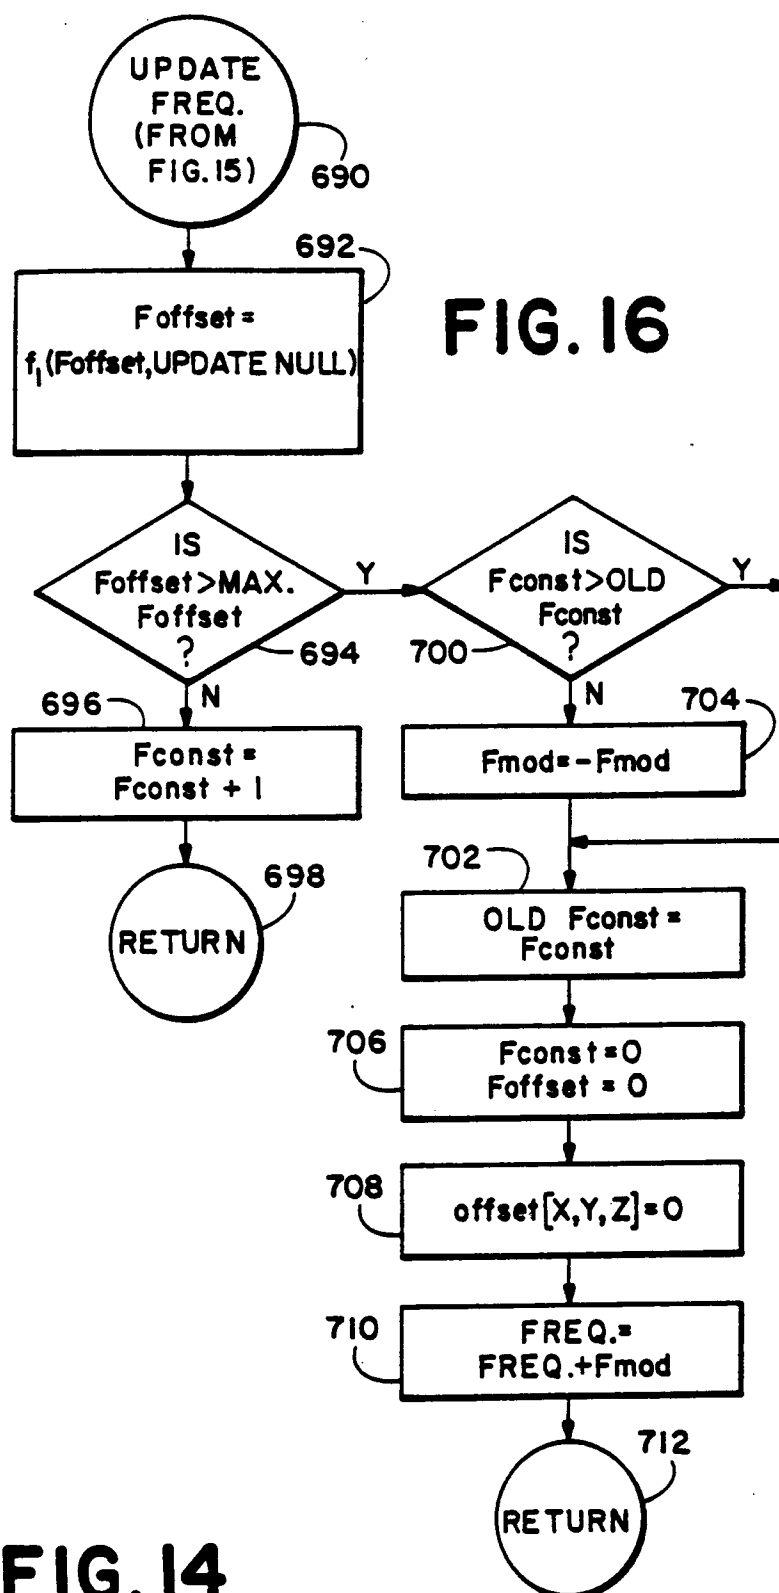 UPDATE
FREQ.
(FROM
FIG.15)
690
692
Foffset =
f₁(Foffset,UPDATE NULL)
FIG. 16
IS
Foffset>MAX.
Foffset
?
694
Y
N
IS
Fconst>OLD
Fconst
?
700
Y
N
696
Fconst =
Fconst + 1
698
RETURN
704
Fmod=-Fmod
702
OLD Fconst=
Fconst
706
Fconst=0
Foffset = 0
708
offset[X,Y,Z]=0
710
FREQ.=
FREQ.+Fmod
712
RETURN
FIG. 14